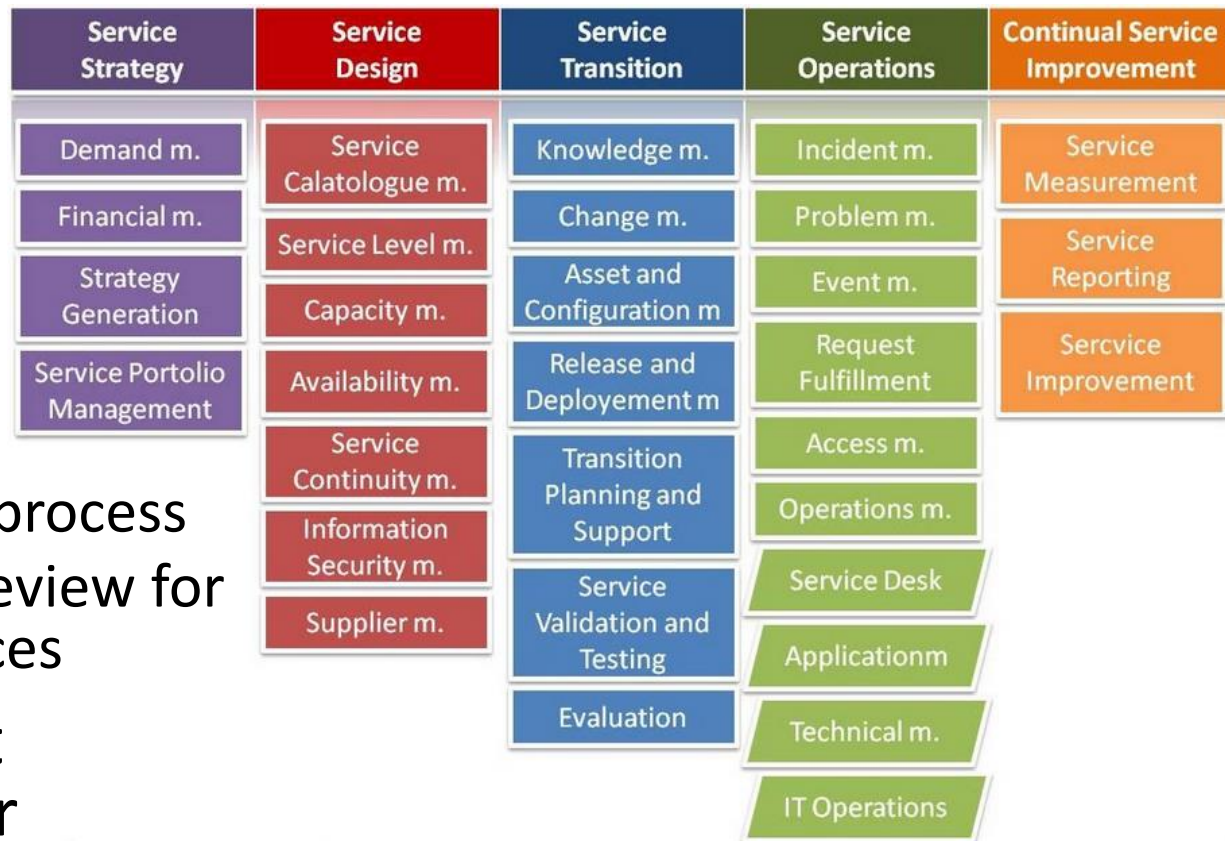 Service
Strategy
Service
Design
Service
Transition
Service
Operations
Continual Service
Improvement
Demand m.
Financial m.
Strategy
Generation
Service Portolio
Management
Service
Calatologue m.
Service Level m.
Capacity m.
Availability m.
Service
Continuity m.
Information
Security m.
Supplier m.
Knowledge m.
Change m.
Asset and
Configuration m
Release and
Deployement m
Transition
Planning and
Support
Service
Validation and
Testing
Evaluation
Incident m.
Problem m.
Event m.
Request
Fulfillment
Access m.
Operations m.
Service Desk
Applicationm
Technical m.
IT Operations
Service
Measurement
Service
Reporting
Sercvice
Improvement
process
eview for
ces
t
r